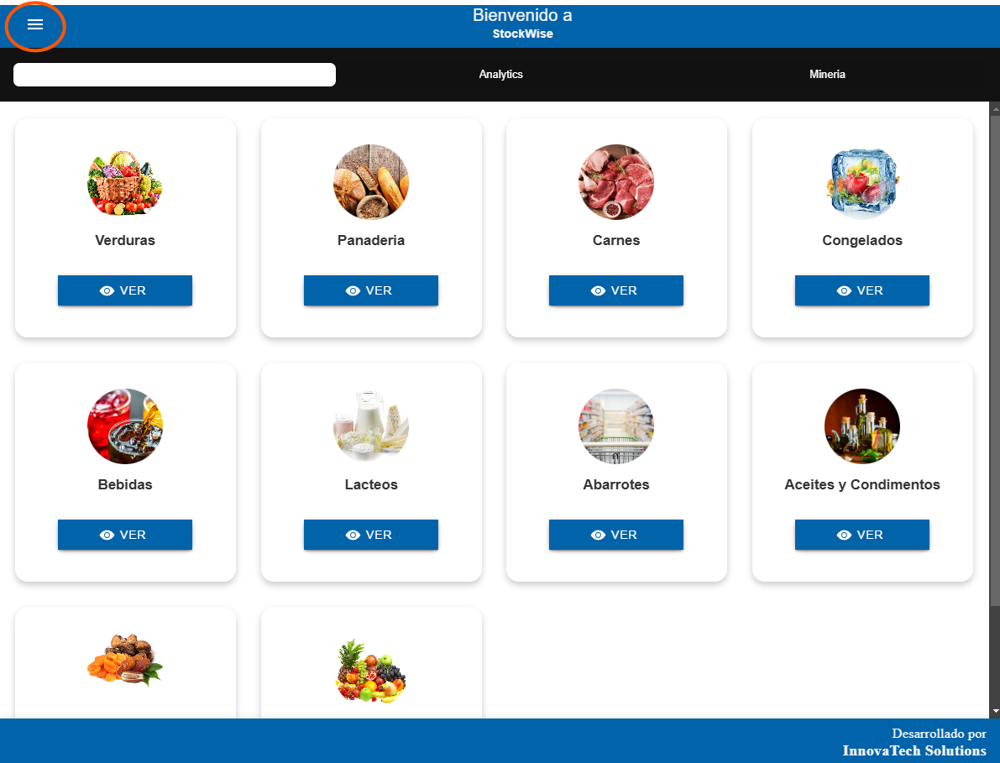 Bienvenido a
StockWise
Analytics
Mineria
Verduras
Panaderia
Carnes
Congelados
VER
VER
VER
VER
Bebidas
Lacteos
Abarrotes
Aceites y Condimentos
VER
VER
VER
VER
Desarrollado por
InnovaTech Solutions